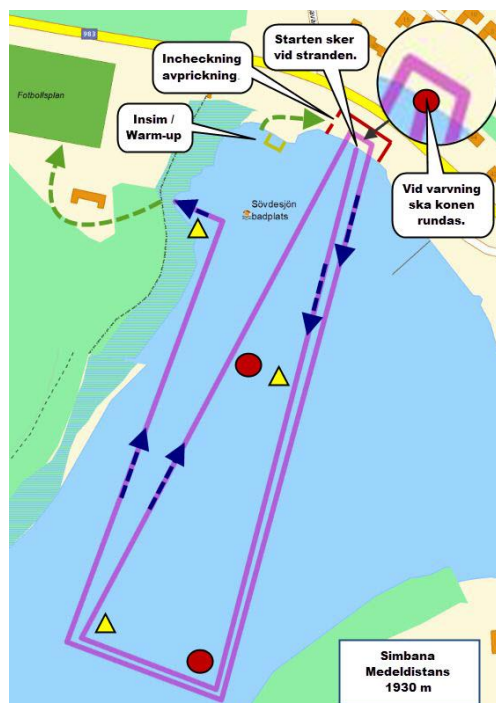 983
Starten sker
vid stranden.
Incheckning
avprickning.
Fotbollsplan
Insim /
Warm-up
Vid varvning
ska konen
rundas.
Sövdesjön
badplats
Simbana
Medeldistans
1930 m